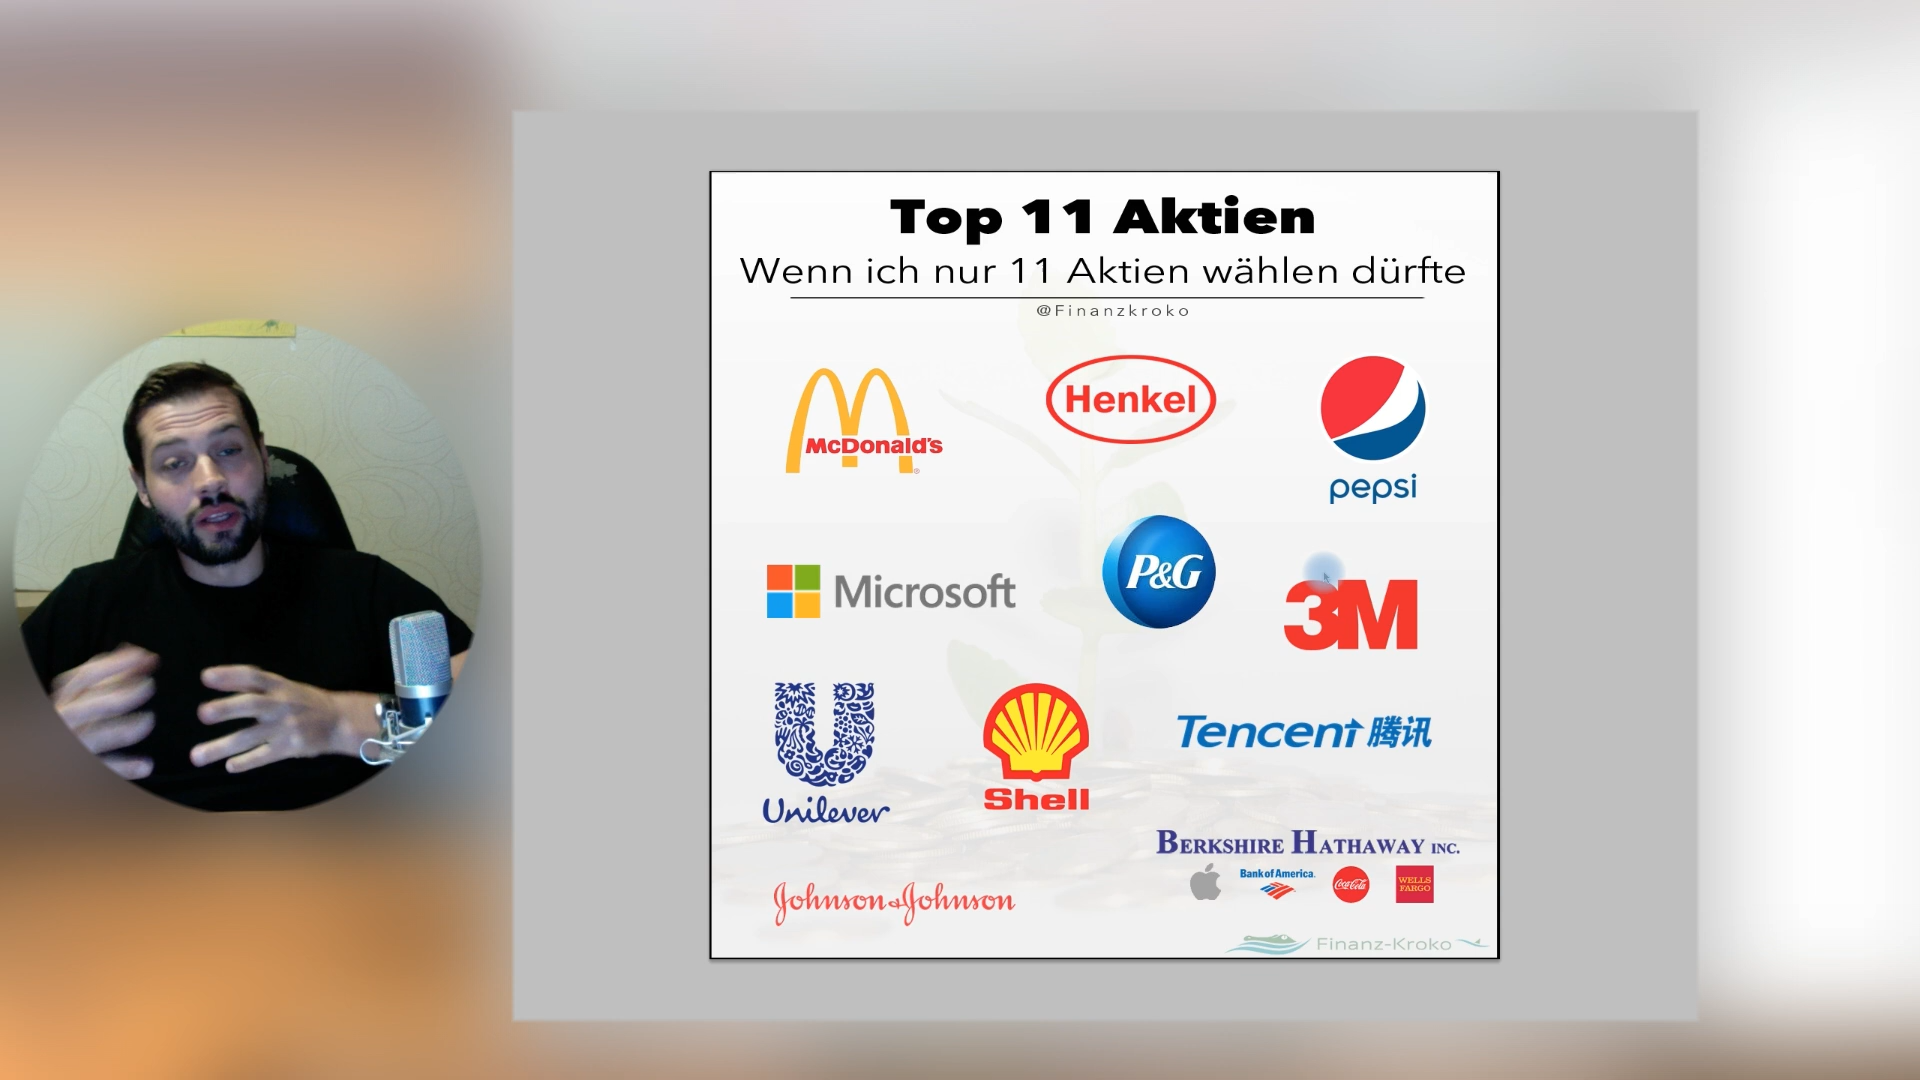 Top 11 Aktien
Wenn ich nur 11 Aktien wählen dürfte
@Finanzkroko
McDonald's
Henkel
pepsi
Microsoft
P&G
3M
Unilever
Shell
Tencent 腾讯
BERKSHIRE HATHAWAY INC.
Bank of America.
Coca-Cola
WELLS
FARGO
Johnson & Johnson
Finanz-Kroko